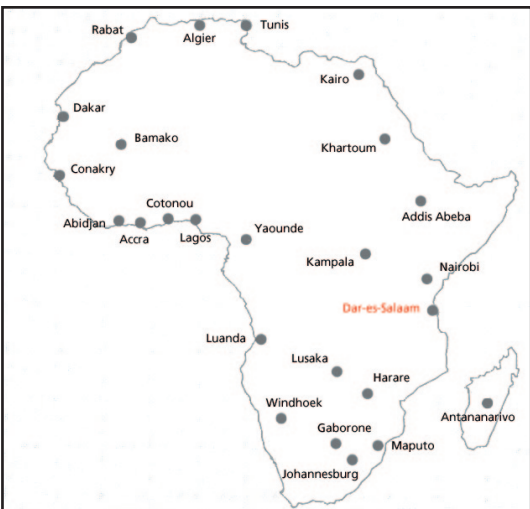 Tunis
Rabat
Algier
Kairo
Dakar
Bamako
Khartoum
Conakry
Cotonou
Addis Abeba
Abidjan
Accra
Lagos
Yaounde
Kampala
Nairobi
Dar-es-Salaam
Luanda
Lusaka
Harare
Windhoek
Antananarivo
Gaborone
Maputo
Johannesburg